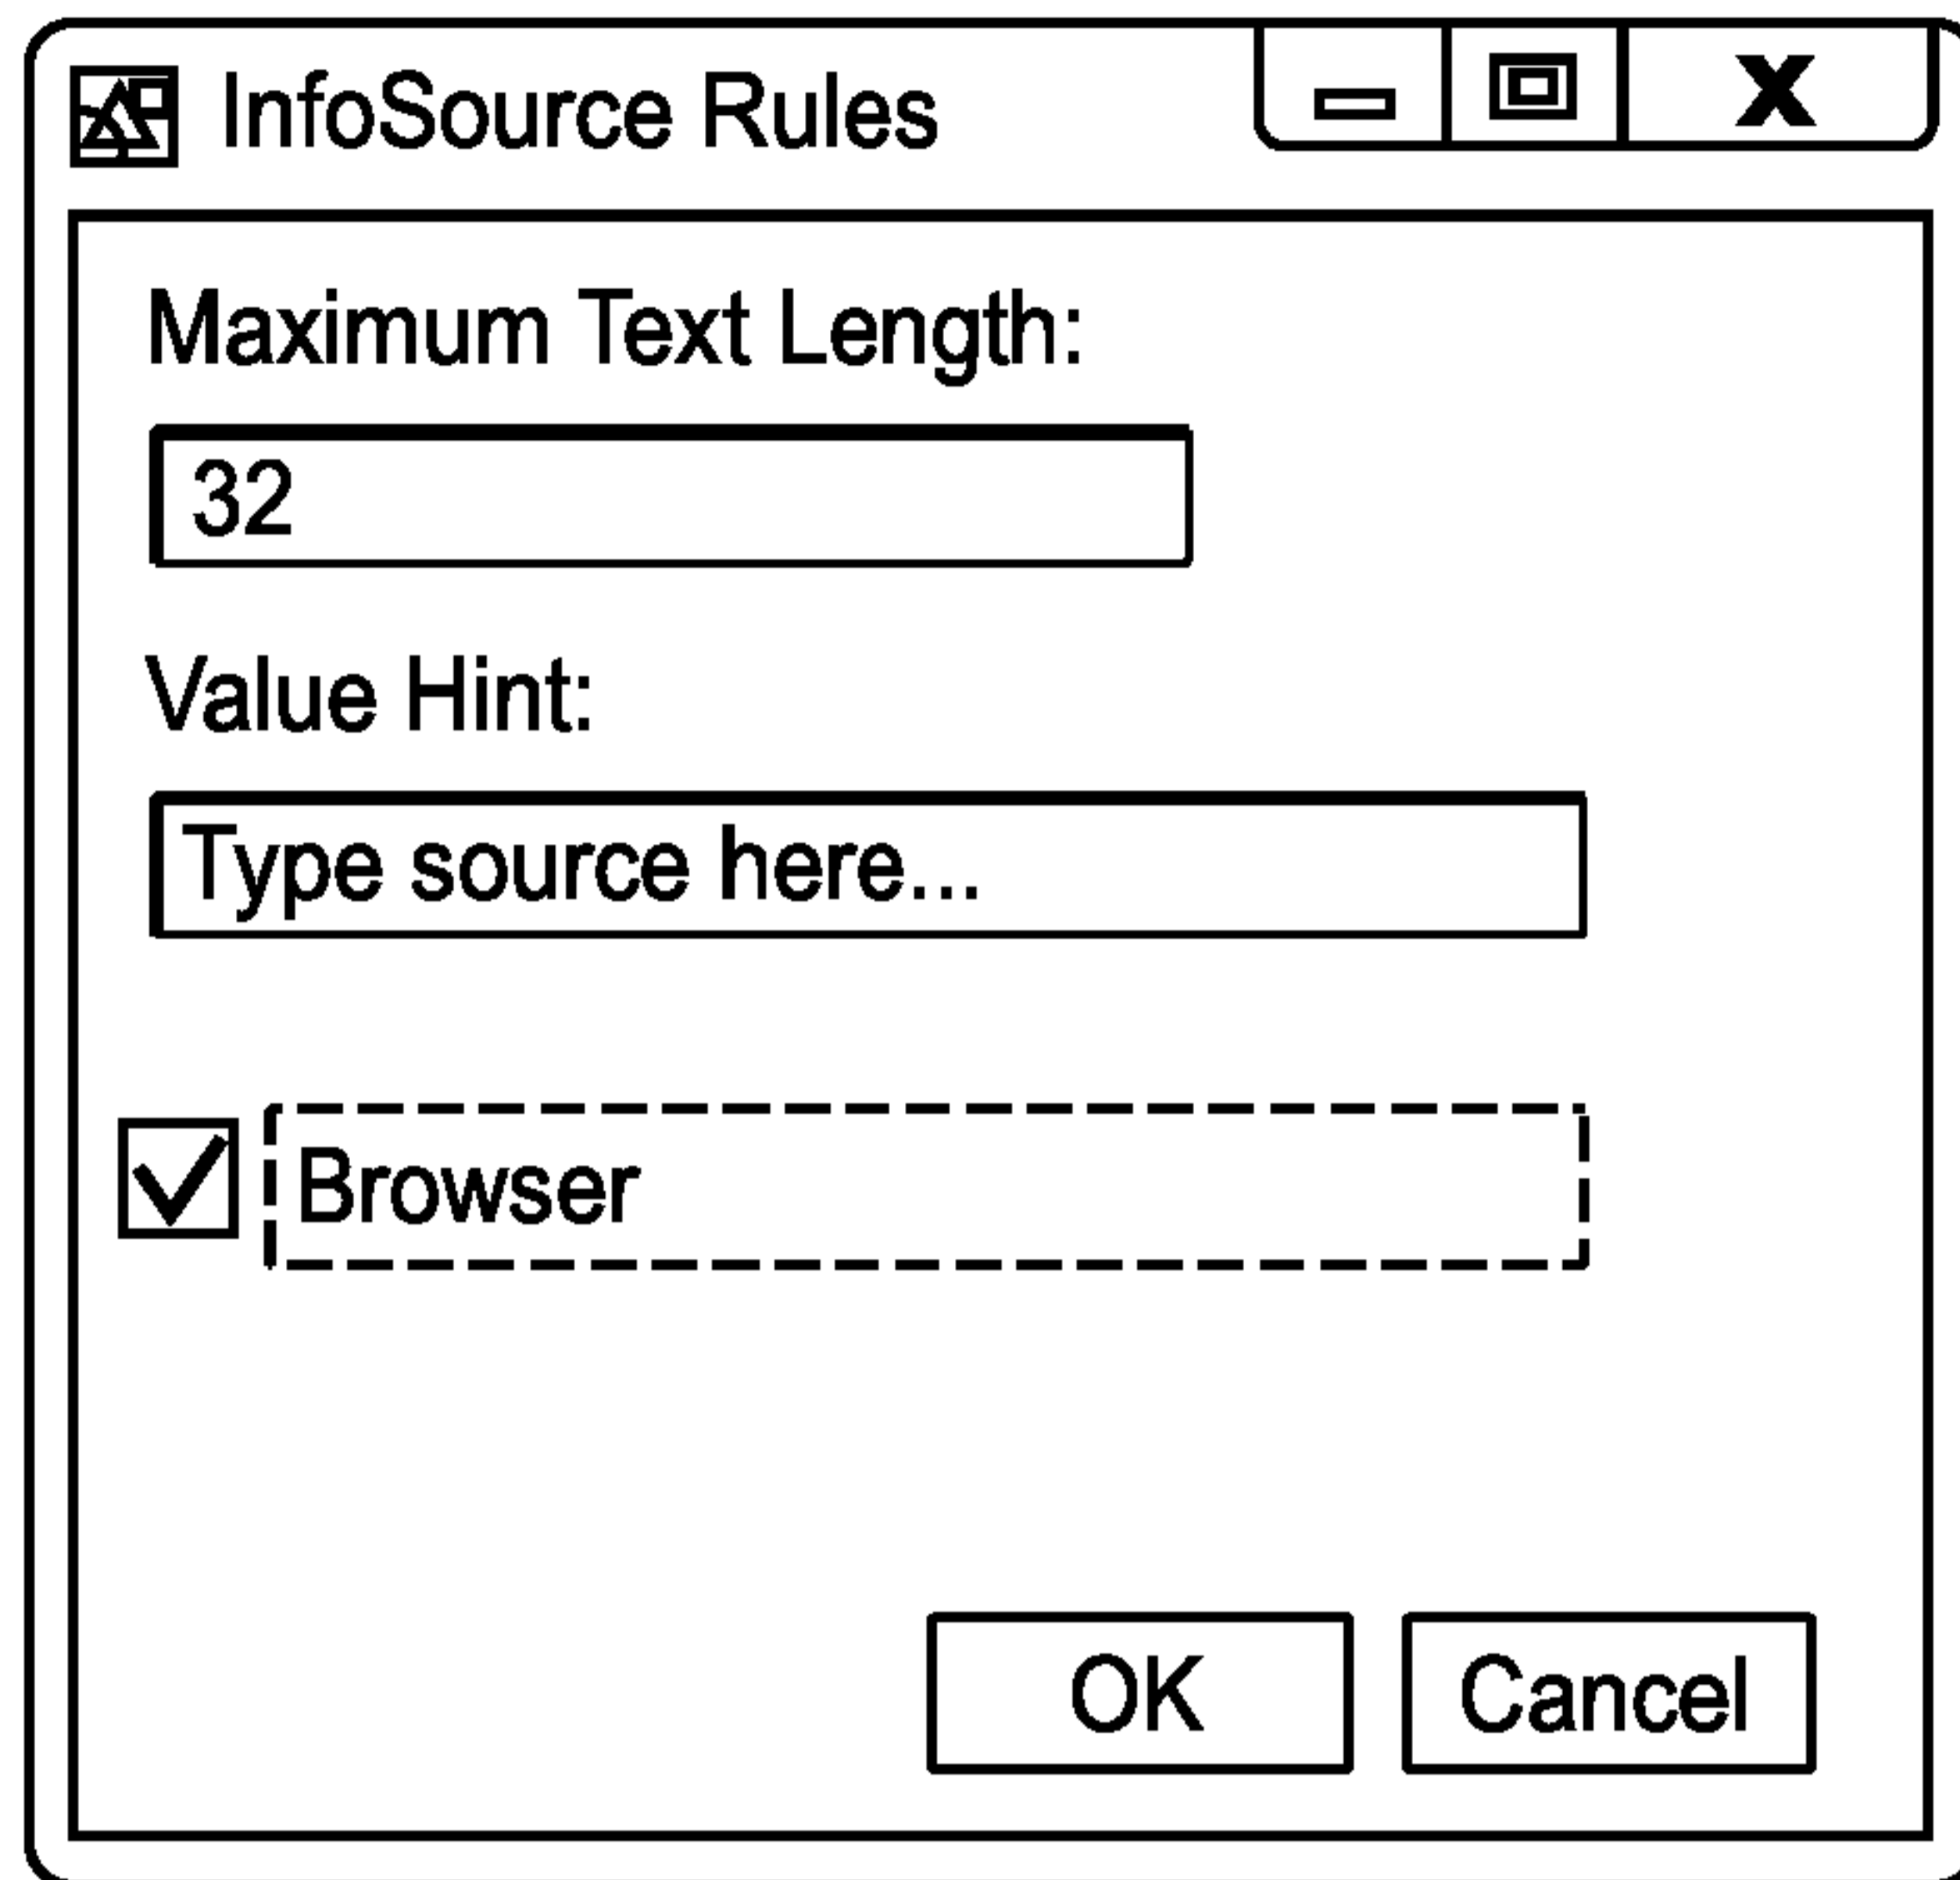 InfoSource Rules
Maximum Text Length:
32
Value Hint:
Type source here...
Browser
OK Cancel